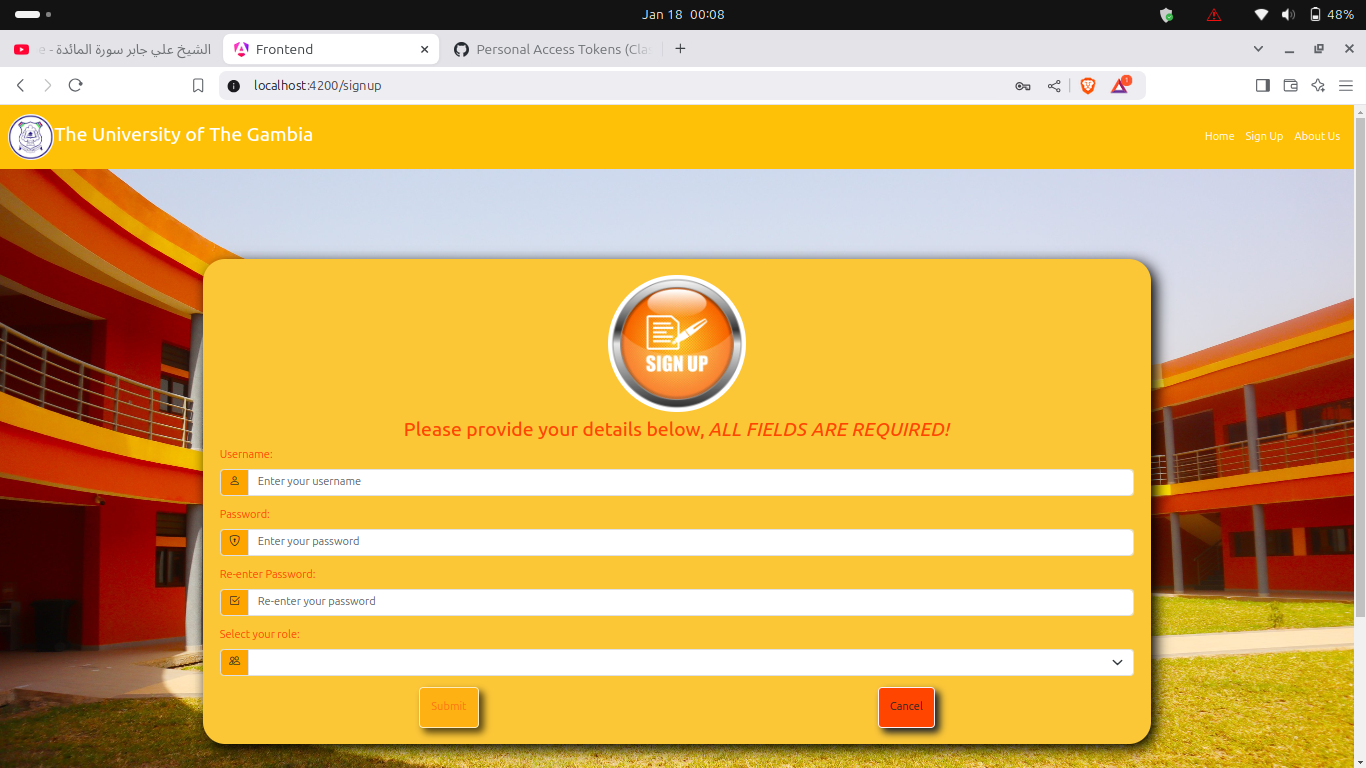 Jan 18 00:08
48%
الشيخ علي جابر سورة المائدة - e
Frontend
Personal Access Tokens (Cla
localhost:4200/signup
1
The University of The Gambia
Home
Sign Up
About Us
SIGN UP
Please provide your details below, ALL FIELDS ARE REQUIRED!
Username:
Enter your username
Password:
Enter your password
Re-enter Password:
Re-enter your password
Select your role:
Submit
Cancel